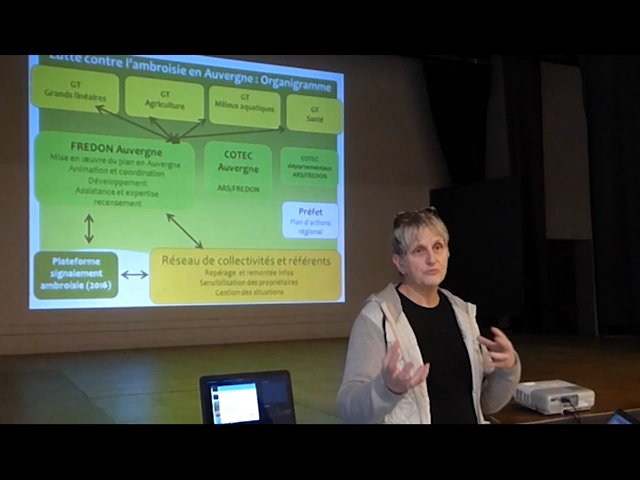 Lutte contre l'ambroisie en Auvergne : Organigramme
GT
Grands linéaires
GT
Agriculture
GT
Milieux aquatiques
GT
Santé
FREDON Auvergne
Mise en œuvre du plan en Auvergne
Animation et coordination
Développement
Assistance et expertise
recensement
COTEC
Auvergne
ARS/FREDON
COTEC
départementaux
ARS/FREDON
Préfet
Plan d'actions
régional
Plateforme
signalement
ambroisie (2016)
Réseau de collectivités et référents
Repérage et remontée infos
Sensibilisation des propriétaires
Gestion des situations